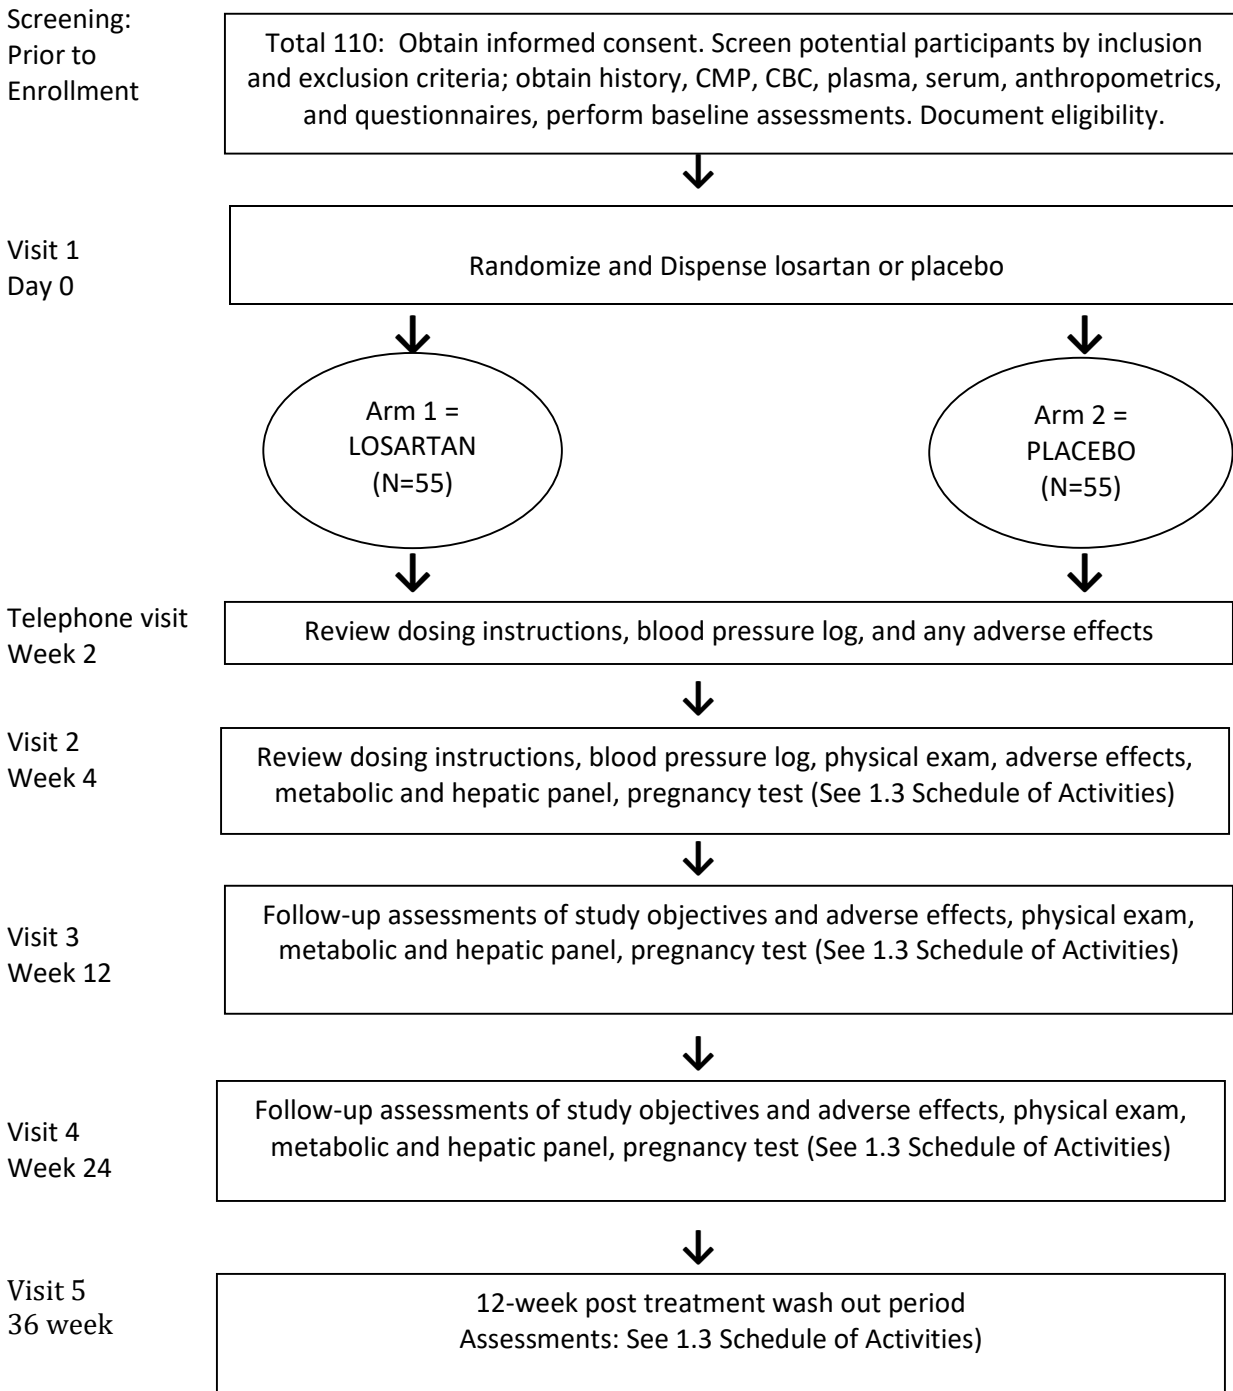 Screening:
Prior to
Enrollment
Total 110:  Obtain informed consent. Screen potential participants by inclusion
and exclusion criteria; obtain history, CMP, CBC, plasma, serum, anthropometrics,
and questionnaires, perform baseline assessments. Document eligibility.
Visit 1
Day 0
Randomize and Dispense losartan or placebo
Arm 1 =
LOSARTAN
(N=55)
Arm 2 =
PLACEBO
(N=55)
Telephone visit
Week 2
Review dosing instructions, blood pressure log, and any adverse effects
Visit 2
Week 4
Review dosing instructions, blood pressure log, physical exam, adverse effects,
metabolic and hepatic panel, pregnancy test (See 1.3 Schedule of Activities)
Visit 3
Week 12
Follow-up assessments of study objectives and adverse effects, physical exam,
metabolic and hepatic panel, pregnancy test (See 1.3 Schedule of Activities)
Visit 4
Week 24
Follow-up assessments of study objectives and adverse effects, physical exam,
metabolic and hepatic panel, pregnancy test (See 1.3 Schedule of Activities)
Visit 5
36 week
12-week post treatment wash out period
Assessments: See 1.3 Schedule of Activities)